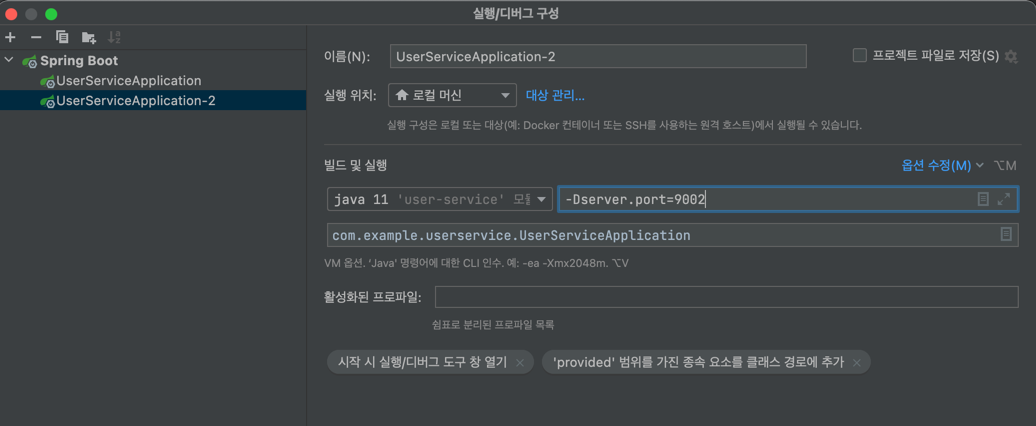 실행/디버그 구성
Spring Boot
UserServiceApplication
UserServiceApplication-2
이름(N): UserServiceApplication-2 프로젝트 파일로 저장(S)
실행 위치: 로컬 머신 대상 관리...
실행 구성은 로컬 또는 대상(예: Docker 컨테이너 또는 SSH를 사용하는 원격 호스트)에서 실행될 수 있습니다.
빌드 및 실행 옵션 수정(M) ⌥M
java 11 'user-service' 모듈 -Dserver.port=9002
com.example.userservice.UserServiceApplication
VM 옵션. 'Java' 명령어에 대한 CLI 인수. 예: -ea -Xmx2048m. ⌥V
활성화된 프로파일:
쉼표로 분리된 프로파일 목록
시작 시 실행/디버그 도구 창 열기 × 'provided' 범위를 가진 종속 요소를 클래스 경로에 추가 ×